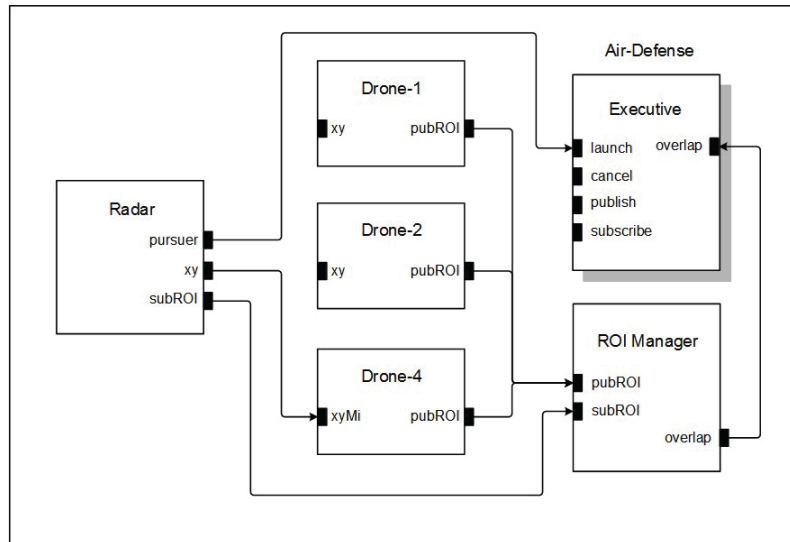 Air-Defense
Drone-1
xy pubROI
Executive
launch overlap
cancel
publish
subscribe
Radar
pursuer
xy
subROI
Drone-2
xy pubROI
Drone-4
xyMi pubROI
ROI Manager
pubROI
subROI
overlap